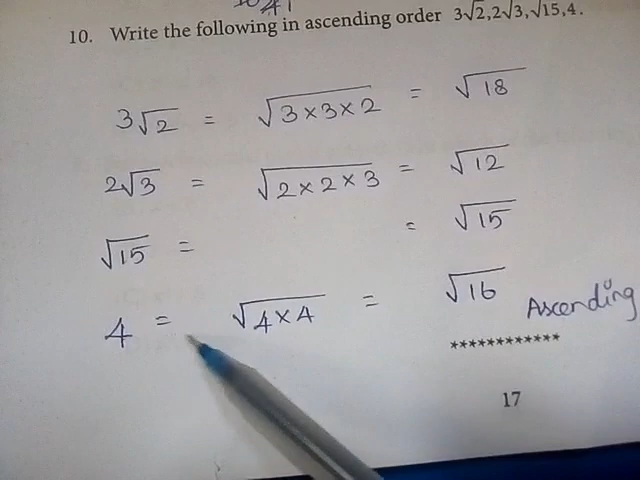 10. Write the following in ascending order 3√2, 2√3, √15, 4.
3√2 = √3×3×2 = √18
2√3 = √2×2×3 = √12
√15 = = √15
4 = √4×4 = √16
Ascending
************
17